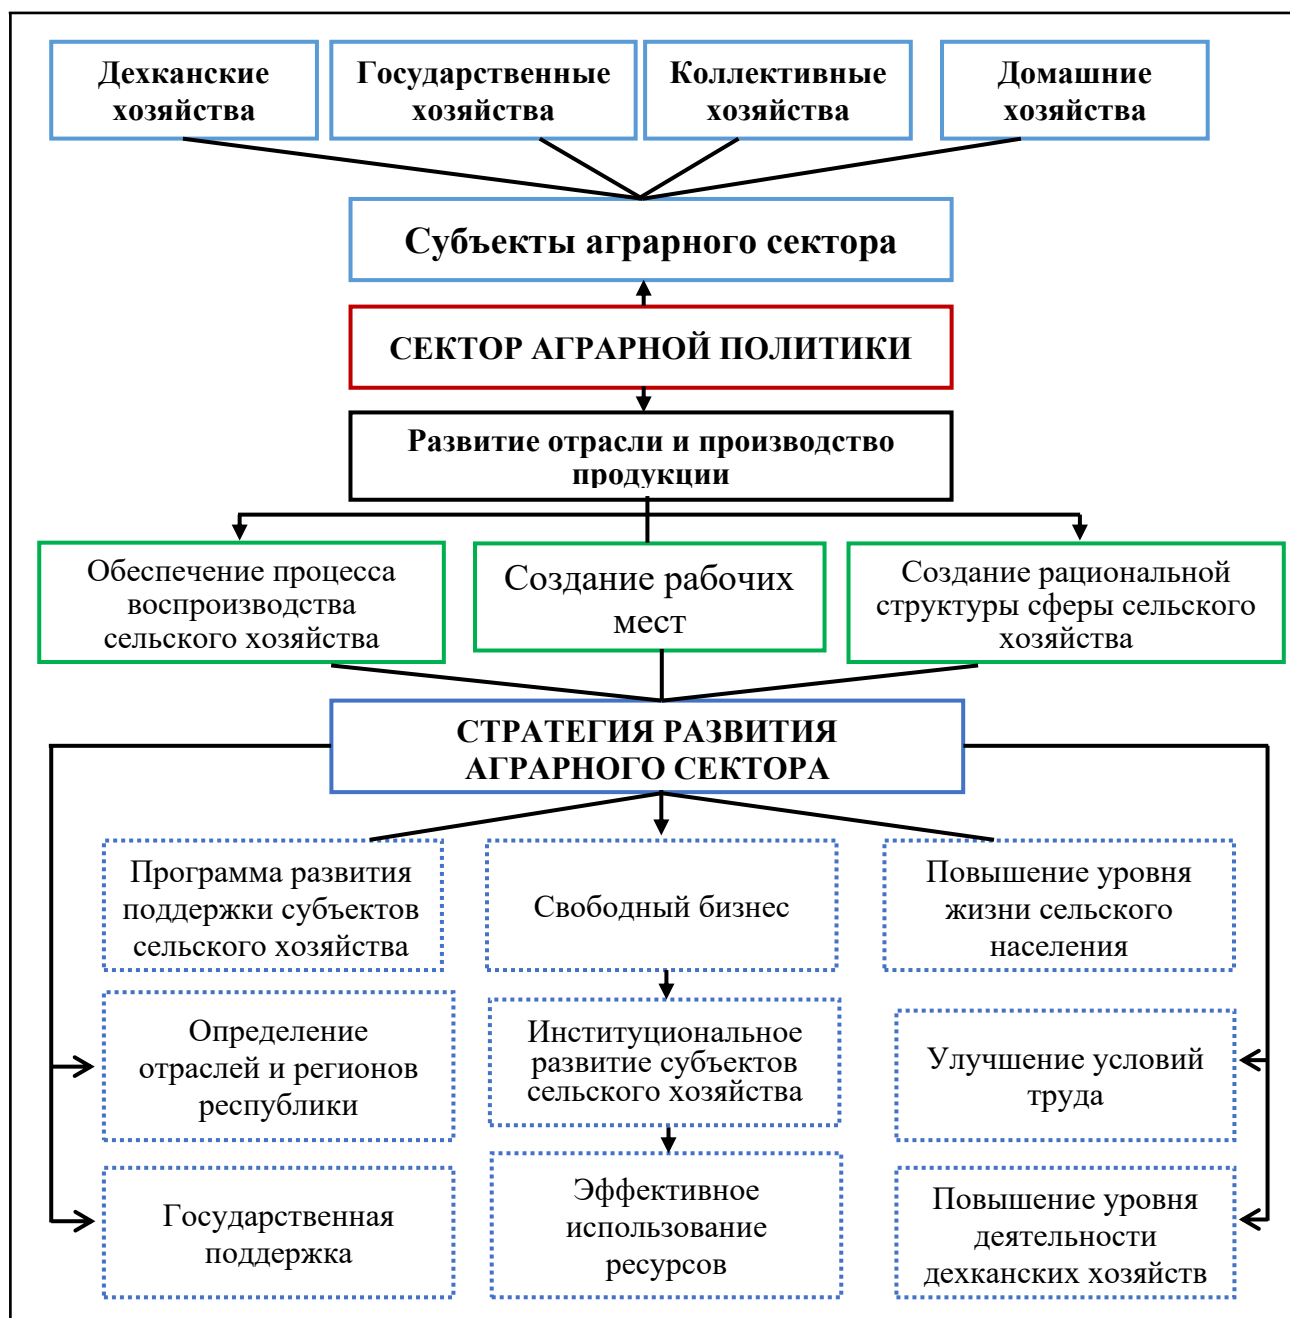 Дехканские
хозяйства
Государственные
хозяйства
Коллективные
хозяйства
Домашние
хозяйства
Субъекты аграрного сектора
СЕКТОР АГРАРНОЙ ПОЛИТИКИ
Развитие отрасли и производство
продукции
Обеспечение процесса
воспроизводства
сельского хозяйства
Создание рабочих
мест
Создание рациональной
структуры сферы сельского
хозяйства
СТРАТЕГИЯ РАЗВИТИЯ
АГРАРНОГО СЕКТОРА
Программа развития
поддержки субъектов
сельского хозяйства
Свободный бизнес
Повышение уровня
жизни сельского
населения
Определение
отраслей и регионов
республики
Институциональное
развитие субъектов
сельского хозяйства
Улучшение условий
труда
Государственная
поддержка
Эффективное
использование
ресурсов
Повышение уровня
деятельности
дехканских хозяйств